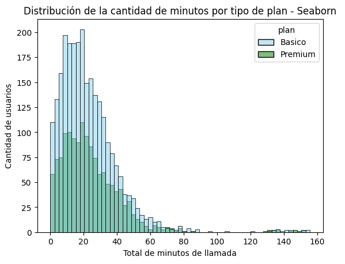 Distribución de la cantidad de minutos por tipo de plan - Seaborn
plan
Basico
Premium
200
175
150
125
100
75
50
25
0
Cantidad de usuarios
0 20 40 60 80 100 120 140 160
Total de minutos de llamada